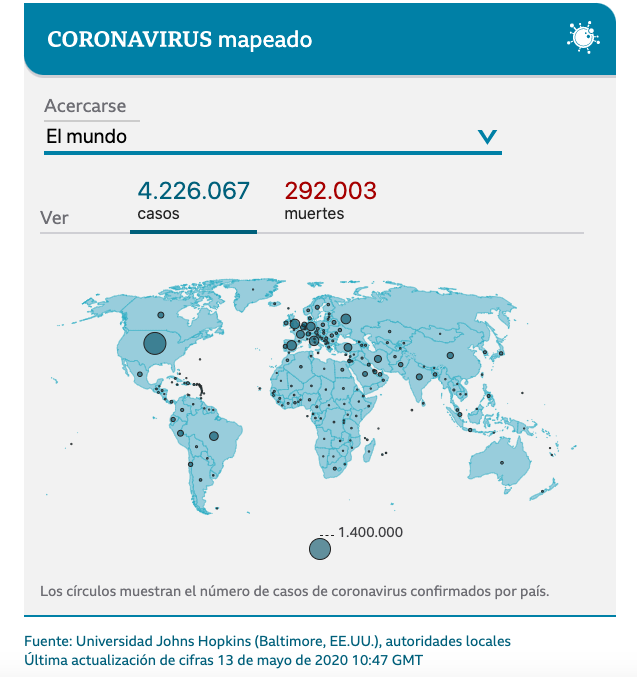 CORONAVIRUS mapeado
Acercarse
El mundo
Ver
4.226.067
casos
292.003
muertes
1.400.000
Los círculos muestran el número de casos de coronavirus confirmados por país.
Fuente: Universidad Johns Hopkins (Baltimore, EE.UU.), autoridades locales
Última actualización de cifras 13 de mayo de 2020 10:47 GMT